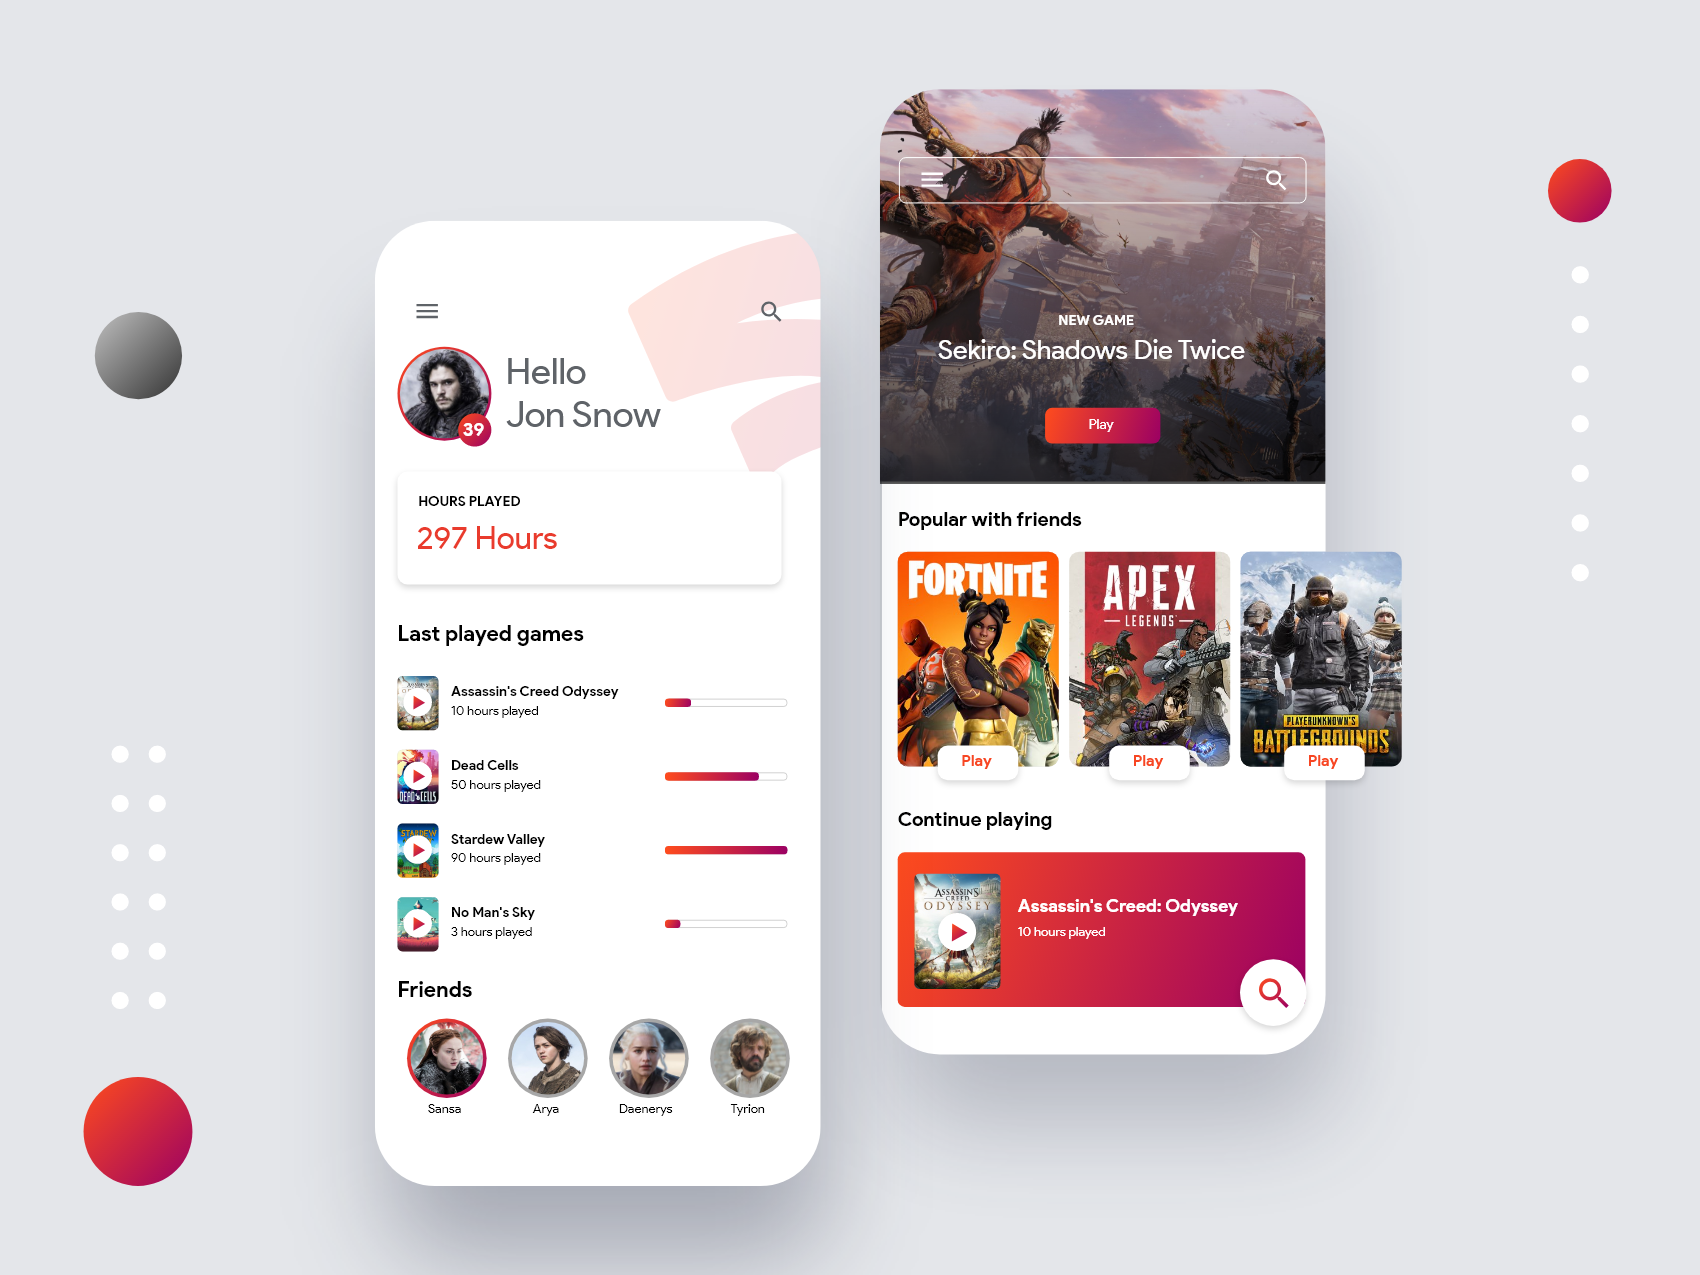 Hello
Jon Snow
39
HOURS PLAYED
297 Hours
Last played games
Assassin's Creed Odyssey
10 hours played
Dead Cells
50 hours played
DEAD CELLS
Stardew Valley
90 hours played
STARDEW
No Man's Sky
3 hours played
Friends
Sansa
Arya
Daenerys
Tyrion
NEW GAME
Sekiro: Shadows Die Twice
Play
Popular with friends
FORTNITE
Play
APEX
LEGENDS
Play
PLAYERUNKNOWN'S
BATTLEGROUNDS
Play
Continue playing
ASSASSIN'S
CREED
ODYSSEY
Assassin's Creed: Odyssey
10 hours played